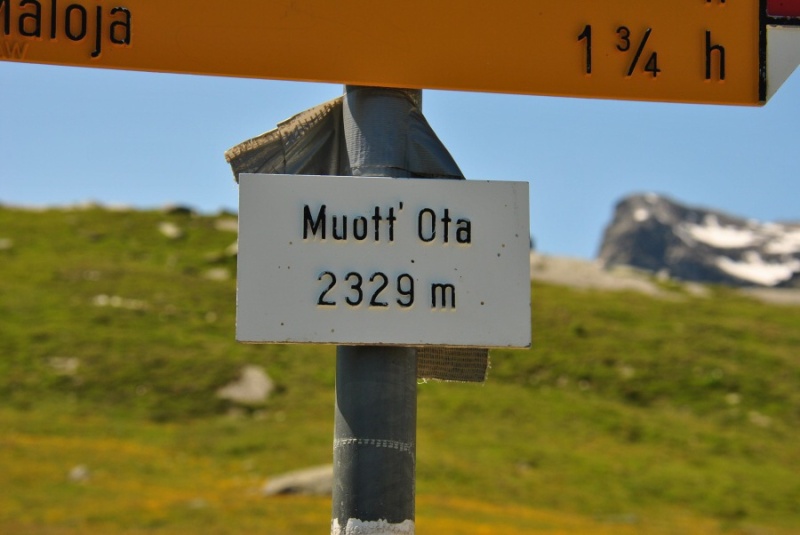 Maloja
1 ¾ h
Muott' Ota
2329 m